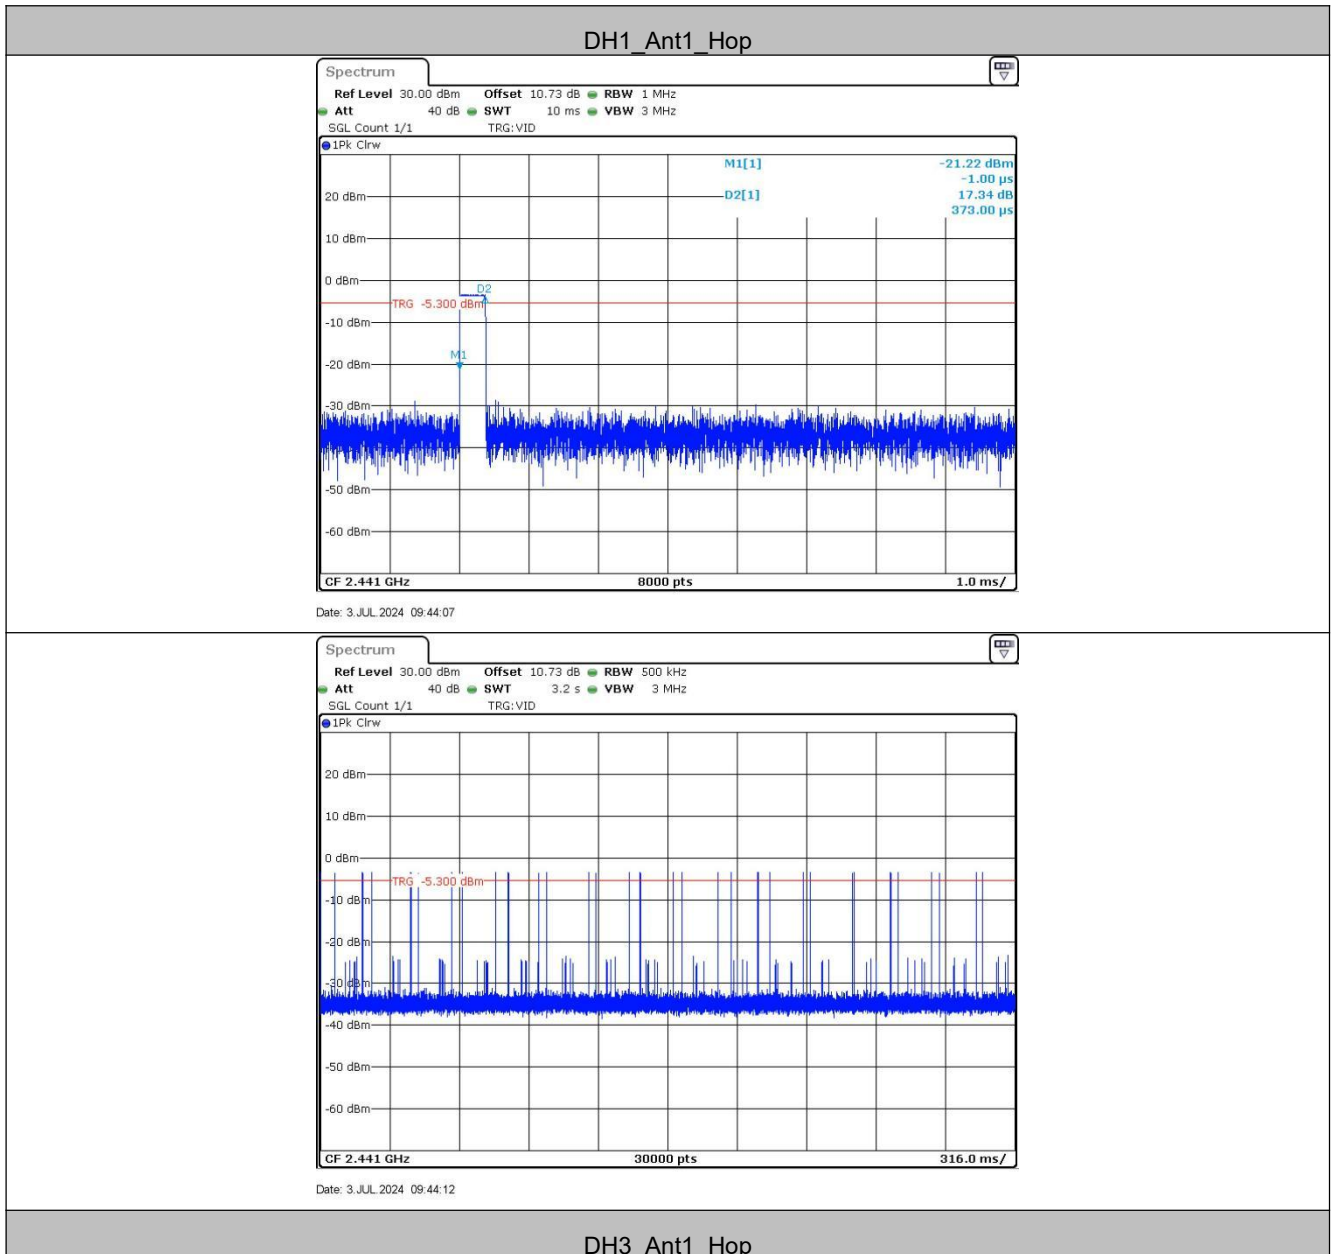 DH1_Ant1_Hop
Spectrum
Ref Level 30.00 dBm Offset 10.73 dB RBW 1 MHz
Att 40 dB SWT 10 ms VBW 3 MHz
SGL Count 1/1 TRG:VID
1Pk Clrw
M1[1] -21.22 dBm
-1.00 µs
20 dBm D2[1] 17.34 dB
373.00 µs
10 dBm
0 dBm
D2
TRG -5.300 dBm
-10 dBm
M1
-20 dBm
-30 dBm
-50 dBm
-60 dBm
CF 2.441 GHz 8000 pts 1.0 ms/
Date: 3.JUL.2024 09:44:07
Spectrum
Ref Level 30.00 dBm Offset 10.73 dB RBW 500 kHz
Att 40 dB SWT 3.2 s VBW 3 MHz
SGL Count 1/1 TRG:VID
1Pk Clrw
20 dBm
10 dBm
0 dBm
TRG -5.300 dBm
-10 dBm
-20 dBm
-30 dBm
-40 dBm
-50 dBm
-60 dBm
CF 2.441 GHz 30000 pts 316.0 ms/
Date: 3.JUL.2024 09:44:12
DH3_Ant1_Hop